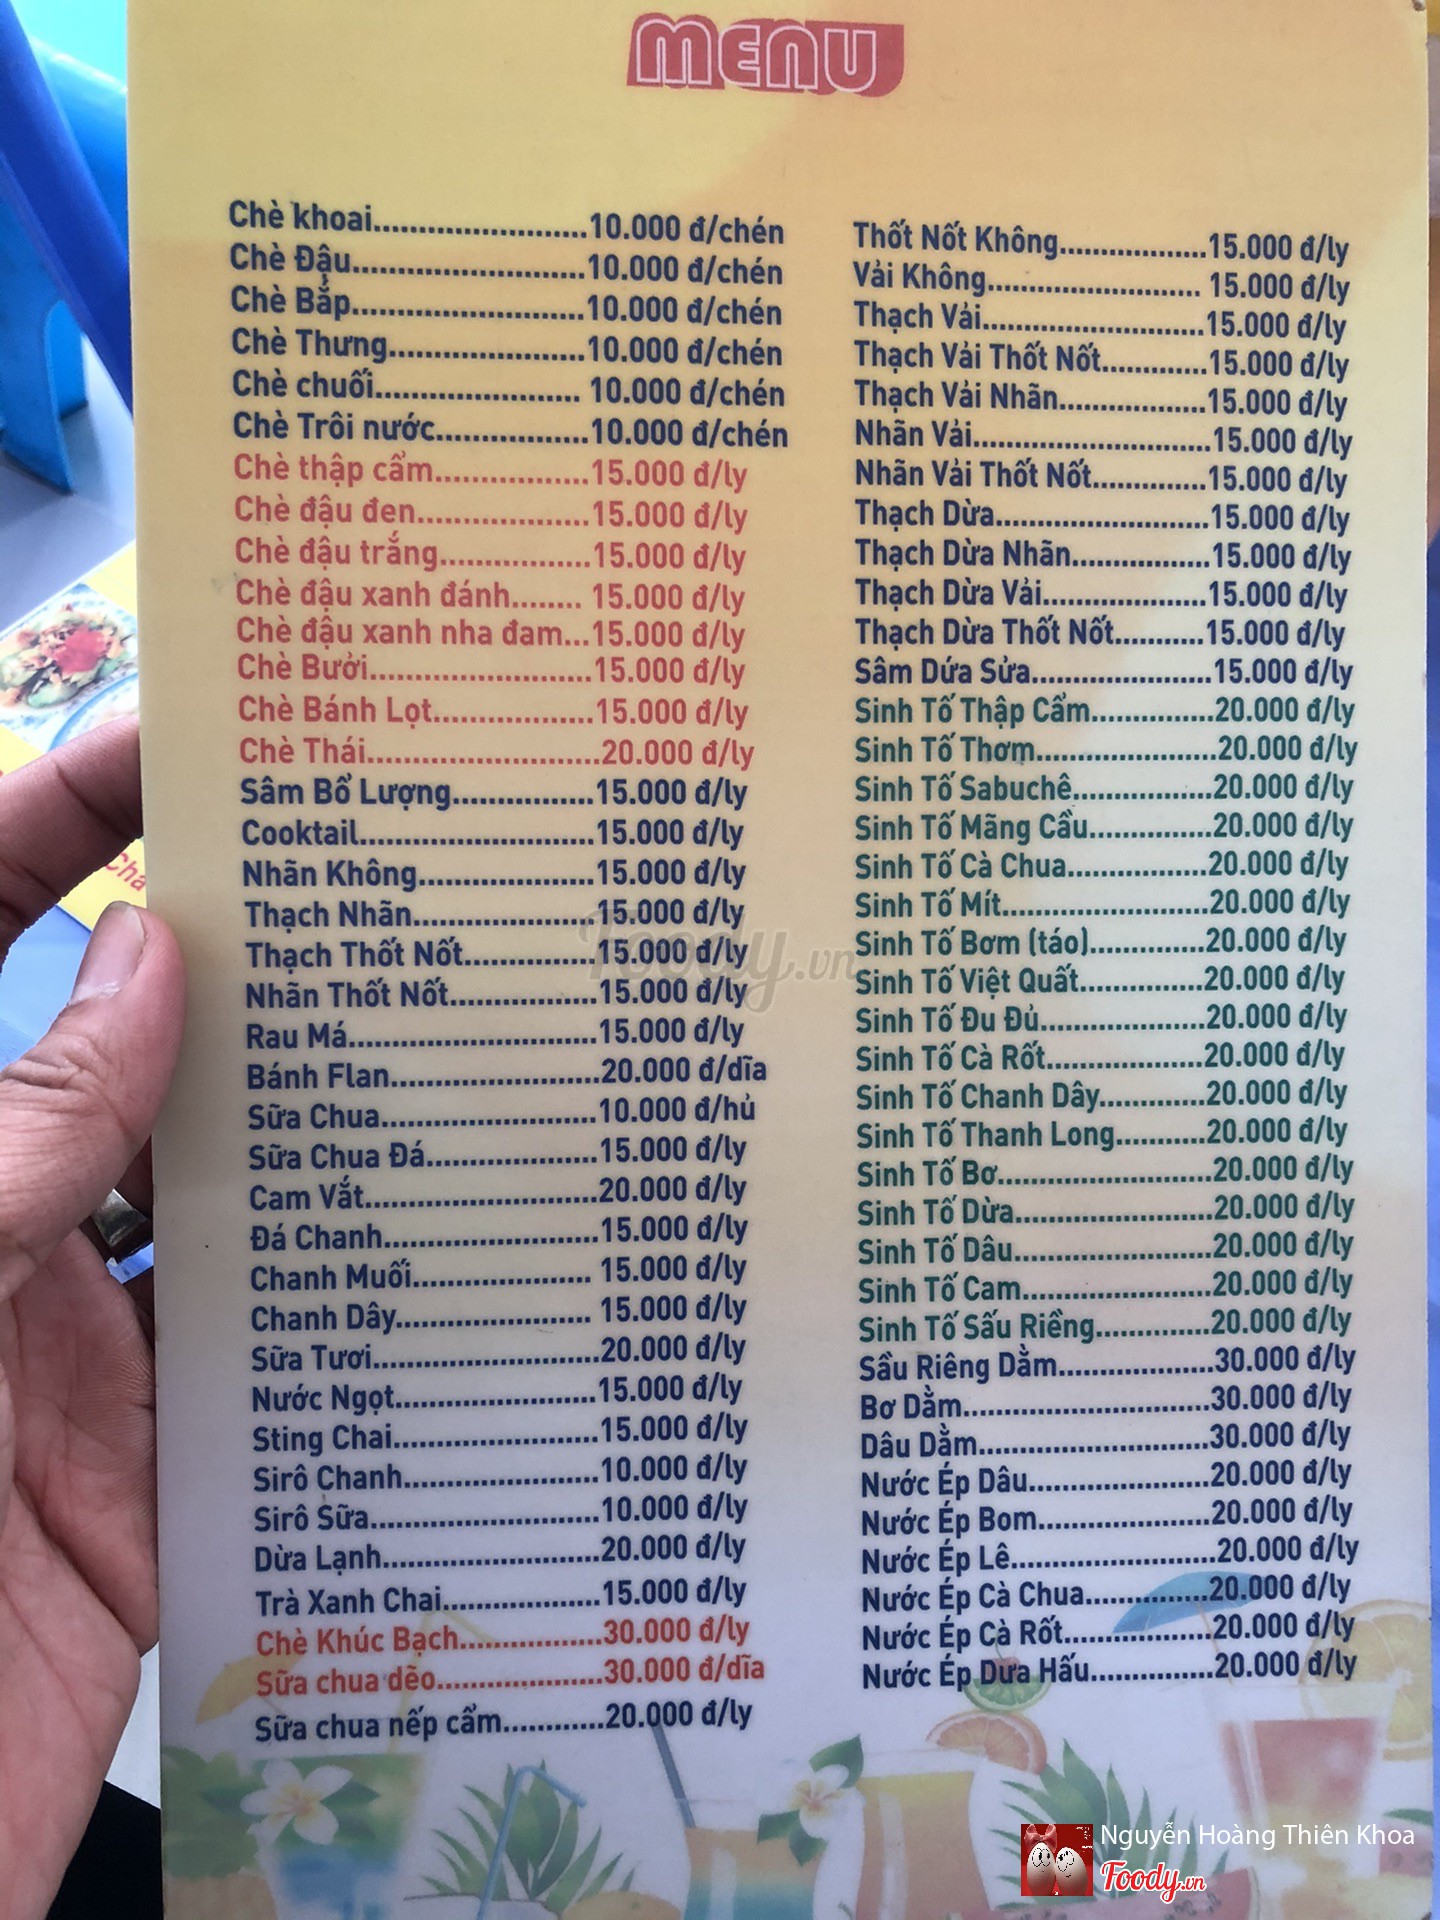 MENU
Chè khoai........................10.000 đ/chén
Chè Đậu..........................10.000 đ/chén
Chè Bắp..........................10.000 đ/chén
Chè Thưng......................10.000 đ/chén
Chè chuối....................... 10.000 đ/chén
Chè Trôi nước.................10.000 đ/chén
Chè thập cẩm.................15.000 đ/ly
Chè đậu đen...................15.000 đ/ly
Chè đậu trắng.................15.000 đ/ly
Chè đậu xanh đánh........ 15.000 đ/ly
Chè đậu xanh nha đam...15.000 đ/ly
Chè Bưởi.........................15.000 đ/ly
Chè Bánh Lọt..................15.000 đ/ly
Chè Thái..........................20.000 đ/ly
Sâm Bổ Lượng................15.000 đ/ly
Cooktail...........................15.000 đ/ly
Nhãn Không....................15.000 đ/ly
Thạch Nhãn....................15.000 đ/ly
Thạch Thốt Nốt...............15.000 đ/ly
Nhãn Thốt Nốt................15.000 đ/ly
Rau Má............................15.000 đ/ly
Bánh Flan.......................20.000 đ/dĩa
Sữa Chua........................10.000 đ/hủ
Sữa Chua Đá...................15.000 đ/ly
Cam Vắt..........................20.000 đ/ly
Đá Chanh........................15.000 đ/ly
Chanh Muối.................... 15.000 đ/ly
Chanh Dây...................... 15.000 đ/ly
Sữa Tươi.........................20.000 đ/ly
Nước Ngọt......................15.000 đ/ly
Sting Chai.......................15.000 đ/ly
Sirô Chanh......................10.000 đ/ly
Sirô Sữa..........................10.000 đ/ly
Dừa Lạnh........................20.000 đ/ly
Trà Xanh Chai..................15.000 đ/ly
Chè Khúc Bạch................30.000 đ/ly
Sữa chua dẻo...................30.000 đ/dĩa
Sữa chua nếp cẩm............20.000 đ/ly
Thốt Nốt Không................15.000 đ/ly
Vải Không........................ 15.000 đ/ly
Thạch Vải.........................15.000 đ/ly
Thạch Vải Thốt Nốt............15.000 đ/ly
Thạch Vải Nhãn.................15.000 đ/ly
Nhãn Vải...........................15.000 đ/ly
Nhãn Vải Thốt Nốt.............15.000 đ/ly
Thạch Dừa........................15.000 đ/ly
Thạch Dừa Nhãn................15.000 đ/ly
Thạch Dừa Vải...................15.000 đ/ly
Thạch Dừa Thốt Nốt..........15.000 đ/ly
Sâm Dứa Sửa....................15.000 đ/ly
Sinh Tố Thập Cẩm..............20.000 đ/ly
Sinh Tố Thơm....................20.000 đ/ly
Sinh Tố Sabuchê................20.000 đ/ly
Sinh Tố Mãng Cầu..............20.000 đ/ly
Sinh Tố Cà Chua................20.000 đ/ly
Sinh Tố Mít.......................20.000 đ/ly
Sinh Tố Bơm (táo).............20.000 đ/ly
Sinh Tố Việt Quất..............20.000 đ/ly
Sinh Tố Đu Đủ...................20.000 đ/ly
Sinh Tố Cà Rốt..................20.000 đ/ly
Sinh Tố Chanh Dây............20.000 đ/ly
Sinh Tố Thanh Long..........20.000 đ/ly
Sinh Tố Bơ........................20.000 đ/ly
Sinh Tố Dừa......................20.000 đ/ly
Sinh Tố Dâu......................20.000 đ/ly
Sinh Tố Cam.....................20.000 đ/ly
Sinh Tố Sấu Riềng.............20.000 đ/ly
Sầu Riêng Dằm.................30.000 đ/ly
Bơ Dằm............................30.000 đ/ly
Dâu Dằm..........................30.000 đ/ly
Nước Ép Dâu....................20.000 đ/ly
Nước Ép Bom...................20.000 đ/ly
Nước Ép Lê......................20.000 đ/ly
Nước Ép Cà Chua.............20.000 đ/ly
Nước Ép Cà Rốt................20.000 đ/ly
Nước Ép Dưa Hấu.............20.000 đ/ly
Foody.vn
Nguyễn Hoàng Thiên Khoa
Foody.vn